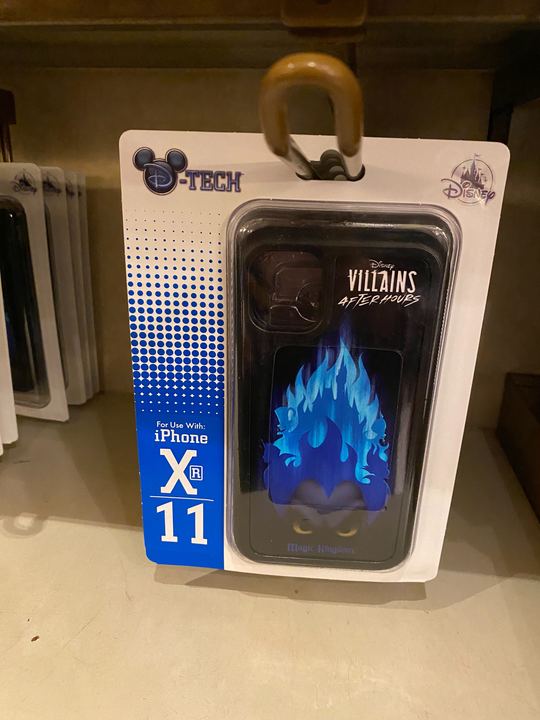 D-TECH
Disney
Disney
VILLAINS
AFTER HOURS
For Use With:
iPhone
XR
11
Magic Kingdom